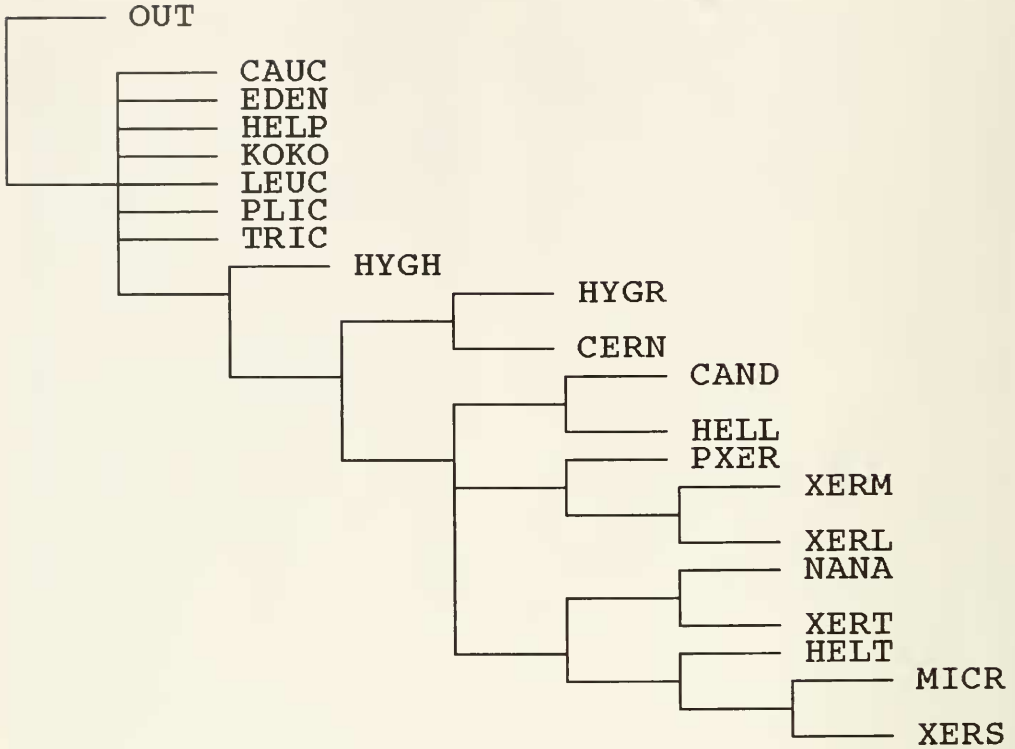 OUT
CAUC
EDEN
HELP
KOKO
LEUC
PLIC
TRIC
HYGH
HYGR
CERN
CAND
HELL
PXER
XERM
XERL
NANA
XERT
HELT
MICR
XERS